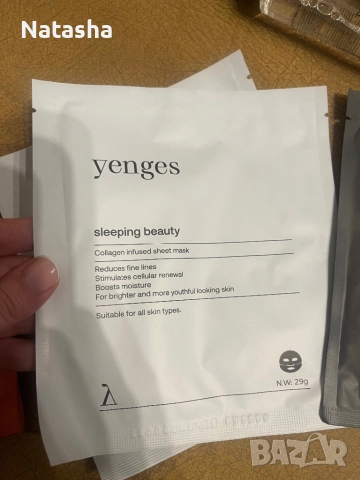 Natasha
yenges
sleeping beauty
Collagen infused sheet mask
Reduces fine lines
Stimulates cellular renewal
Boosts moisture
For brighter and more youthful looking skin
Suitable for all skin types.
λ
N.W: 29g
BAZAR